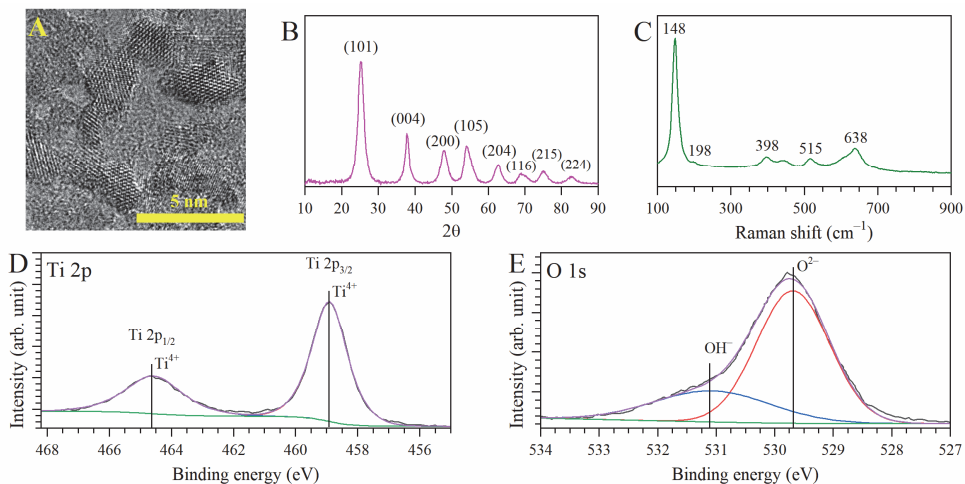 A
5 nm
B
(101)
(004)
(200)
(105)
(204)
(116)
(215)
(224)
10 20 30 40 50 60 70 80 90
2θ
C
148
198
398
515
638
100 300 500 700 900
Raman shift (cm⁻¹)
D
Ti 2p
Ti 2p₃/₂
Ti⁴⁺
Ti 2p₁/₂
Ti⁴⁺
Intensity (arb. unit)
468 466 464 462 460 458 456
Binding energy (eV)
E
O 1s
O²⁻
OH⁻
Intensity (arb. unit)
534 533 532 531 530 529 528 527
Binding energy (eV)